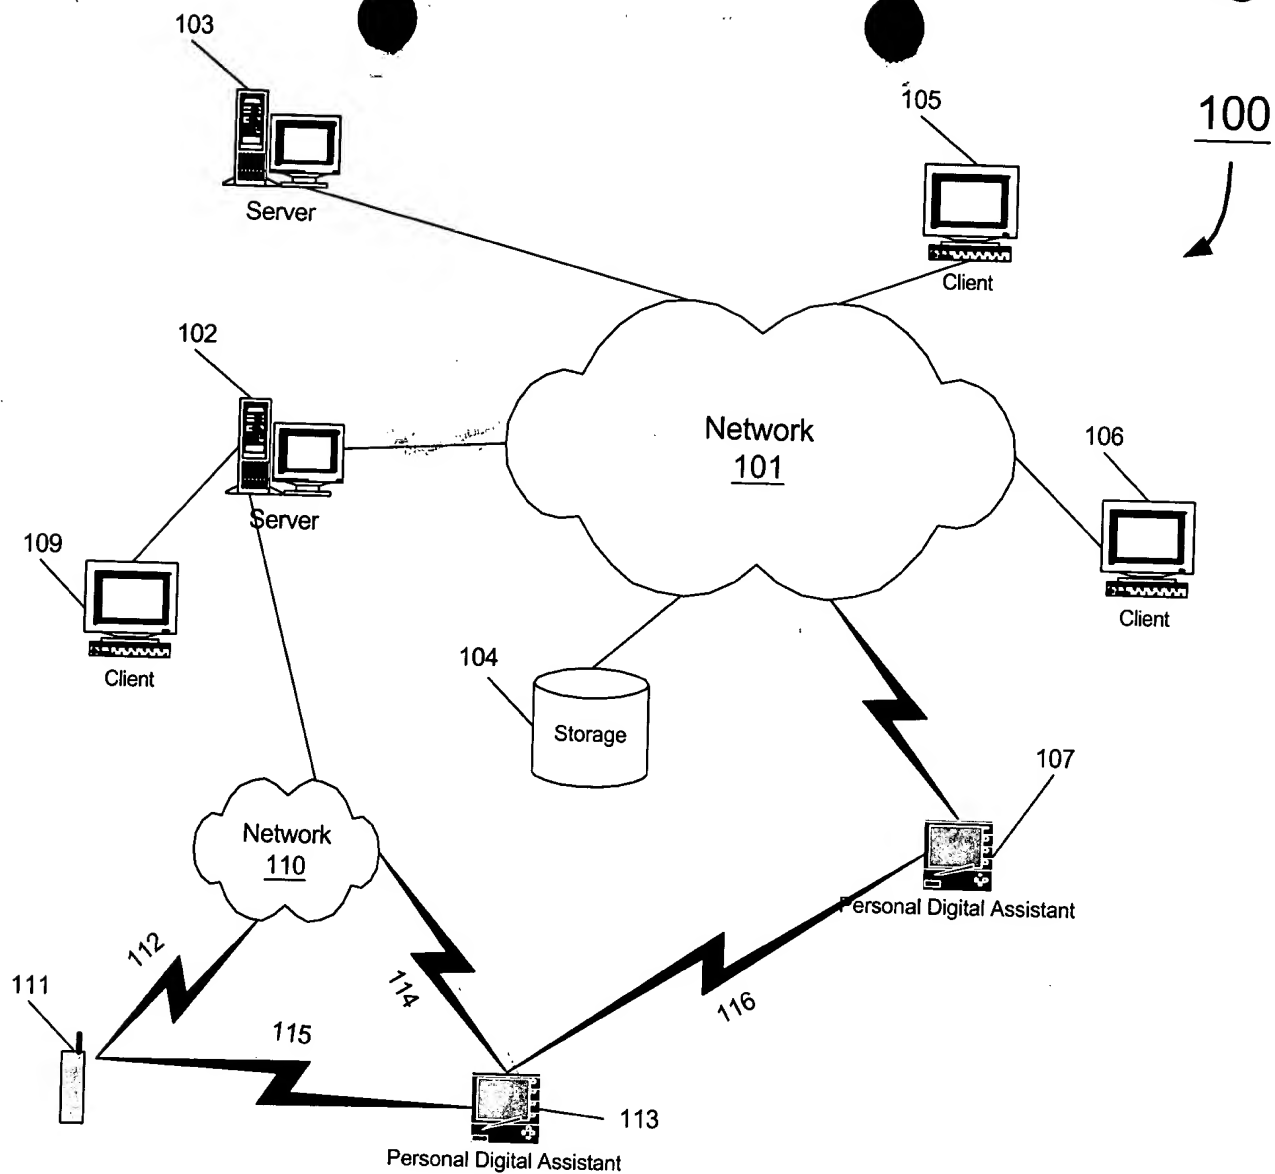 103
105
100
Server
Client
102
Network
101
106
109
Server
Client
Client
104
Storage
107
Network
110
Personal Digital Assistant
112
114
116
111
115
113
Personal Digital Assistant